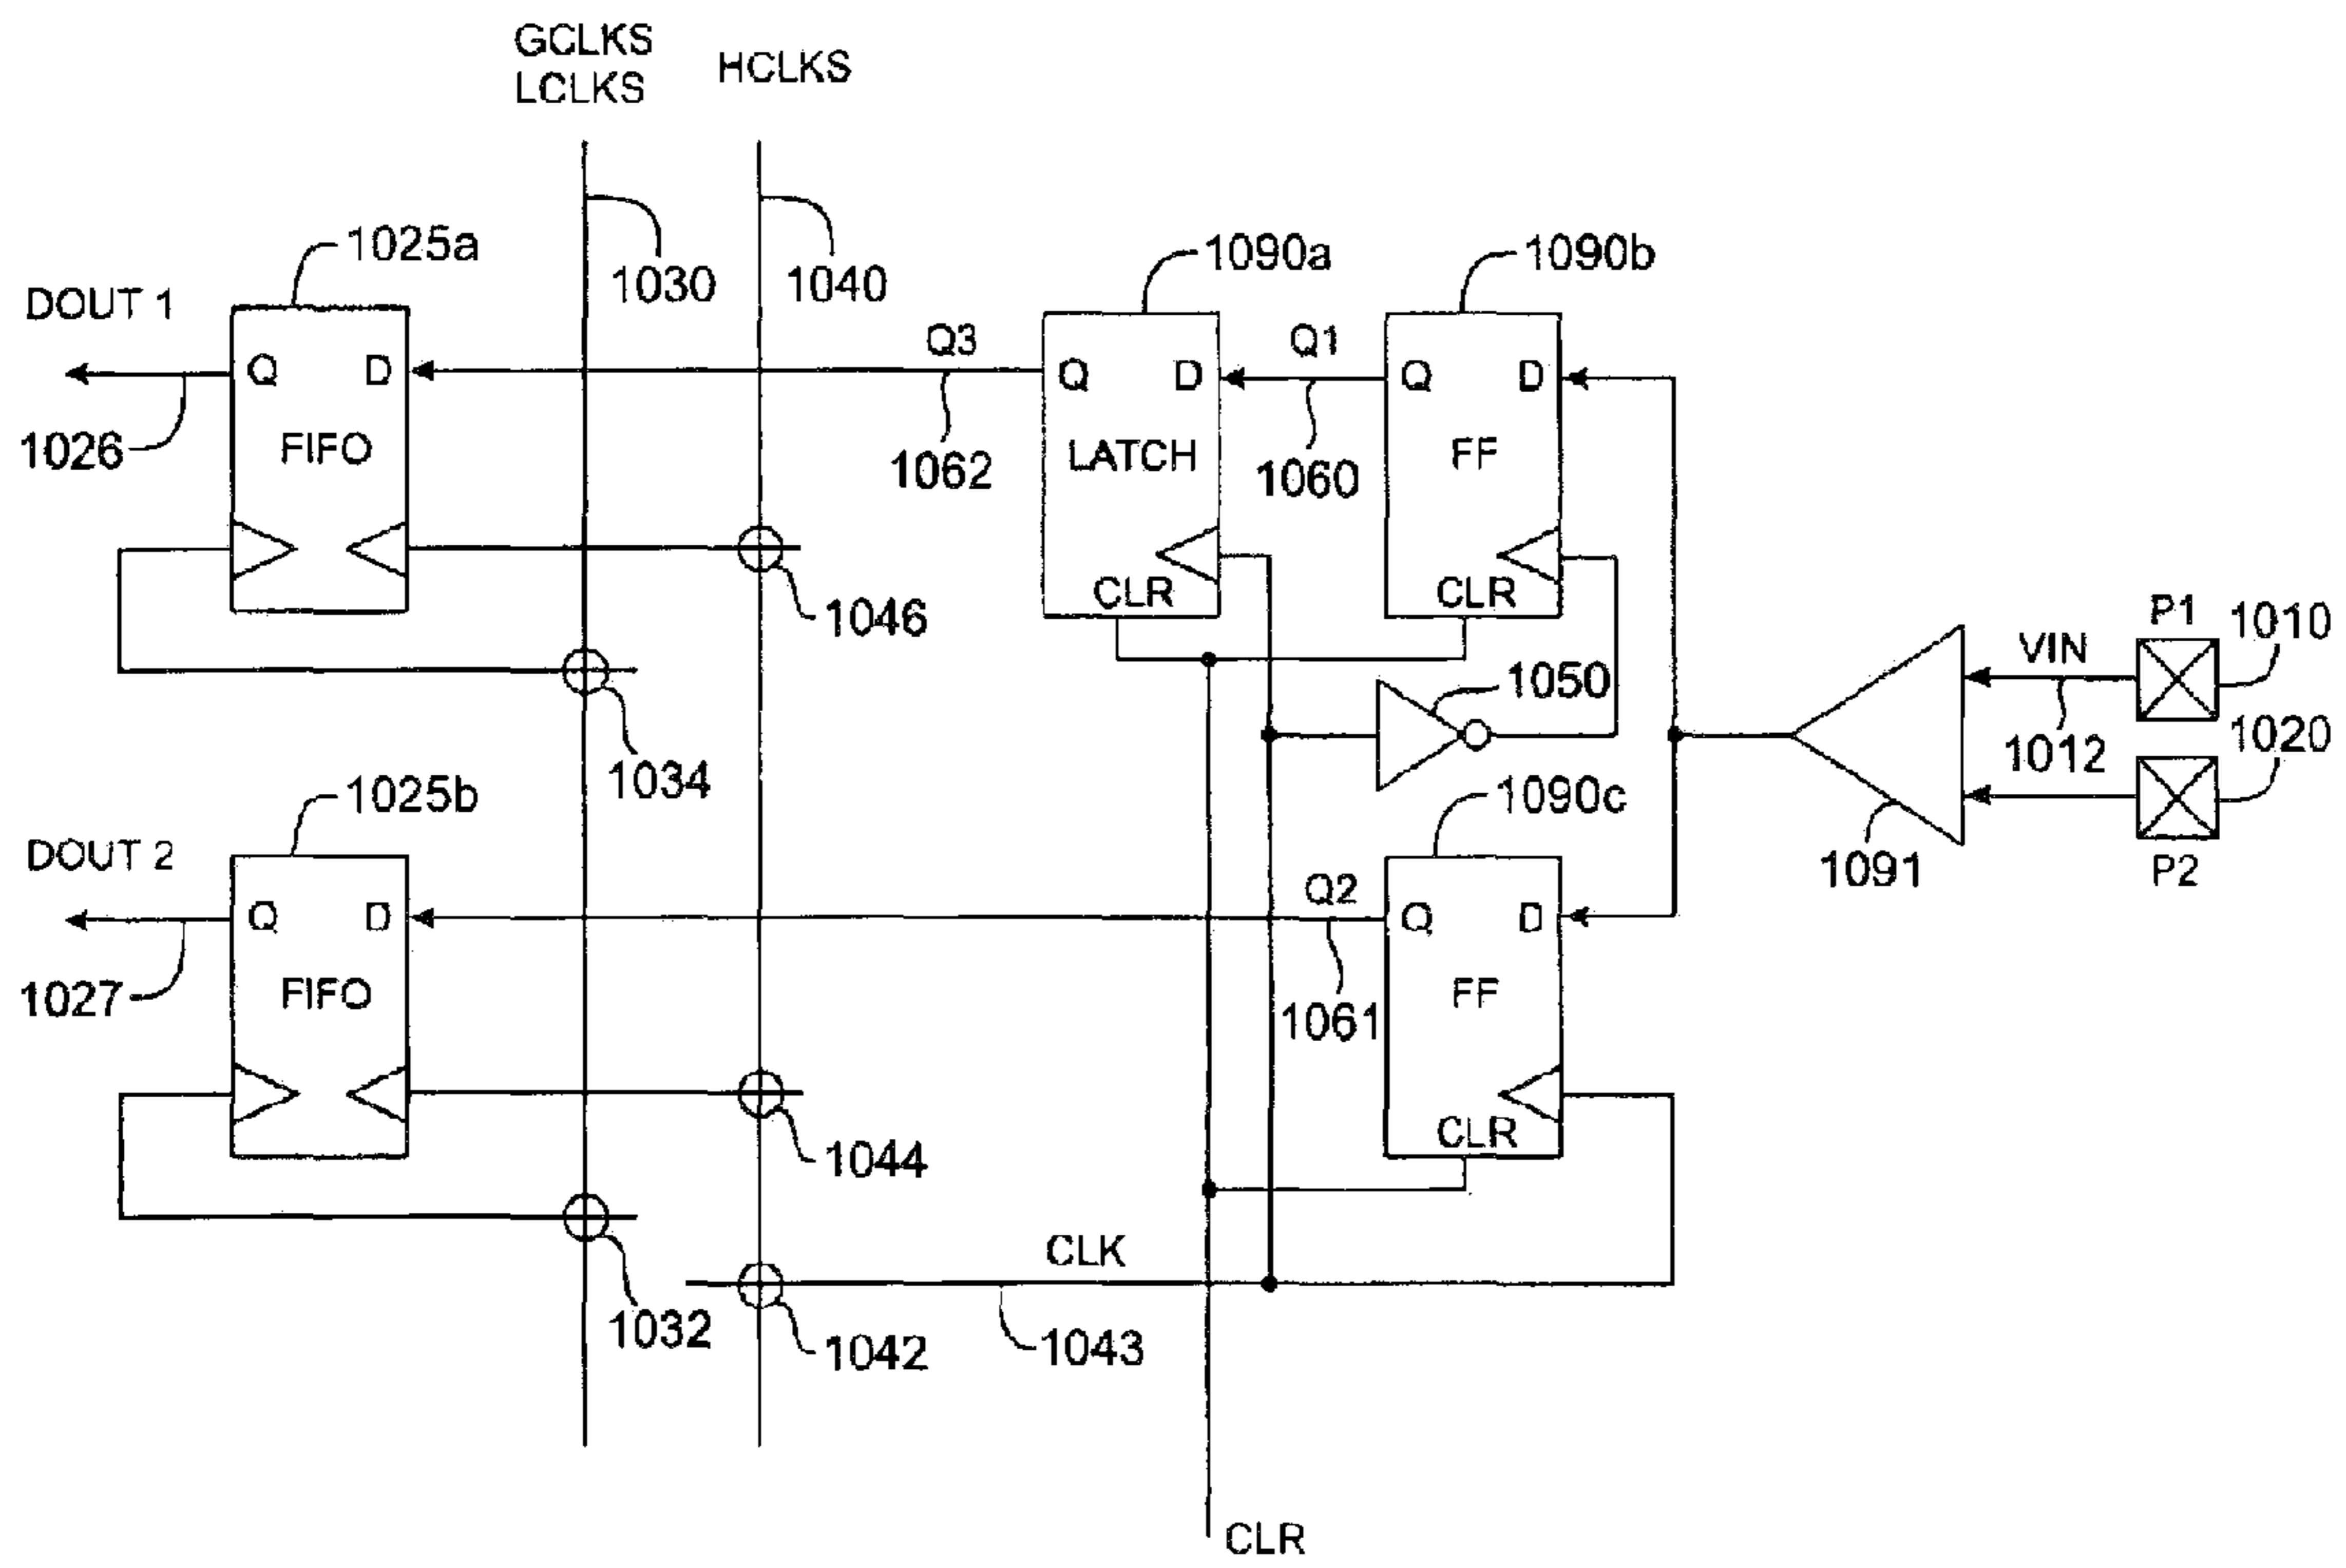 GCLKS
LCLKS
HCLKS
1025a
1030
1040
1090a
1090b
DOUT 1
Q3
Q1
Q D
Q D
Q D
1026
FIFO
1062
LATCH
1060
FF
CLR
CLR
1046
P1
1010
VIN
1034
1050
1012
1020
1025b
1090c
1091
P2
DOUT 2
Q2
Q D
Q D
1027
FIFO
1061
FF
1044
CLR
CLK
1032
1042
1043
CLR